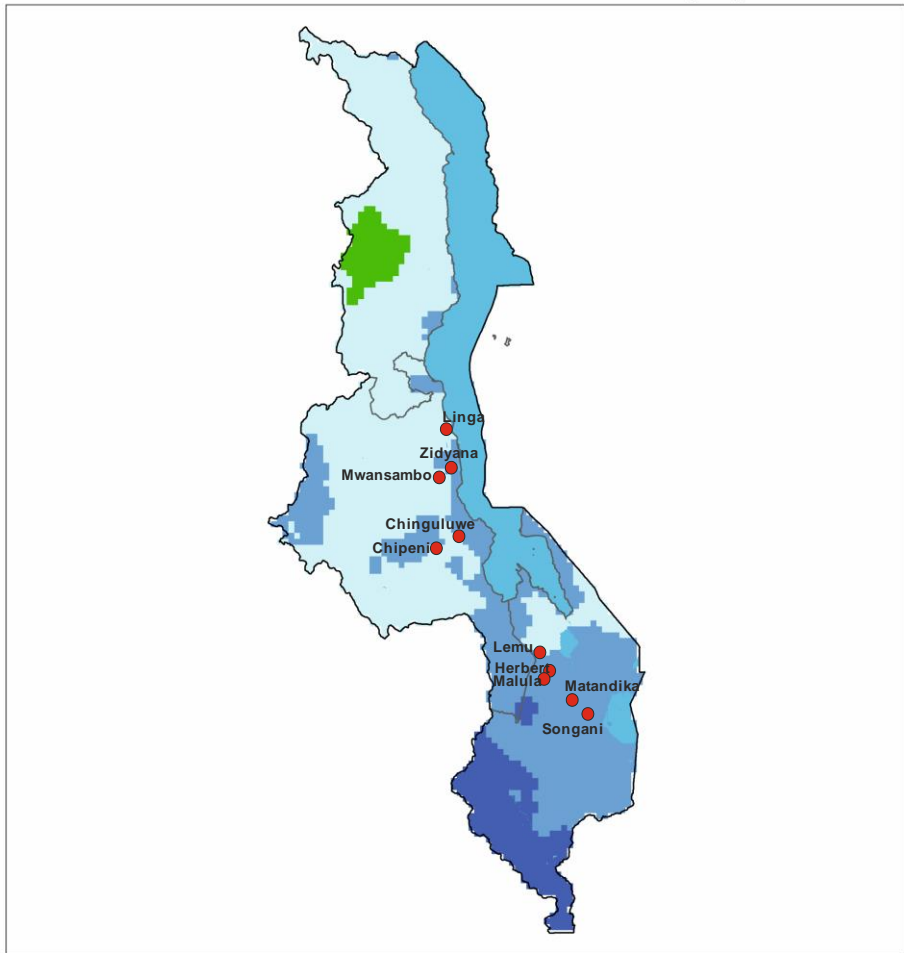 Linga
Zidyana
Mwansambo
Chinguluwe
Chipeni
Lemu
Herbert
Malula
Matandika
Songani